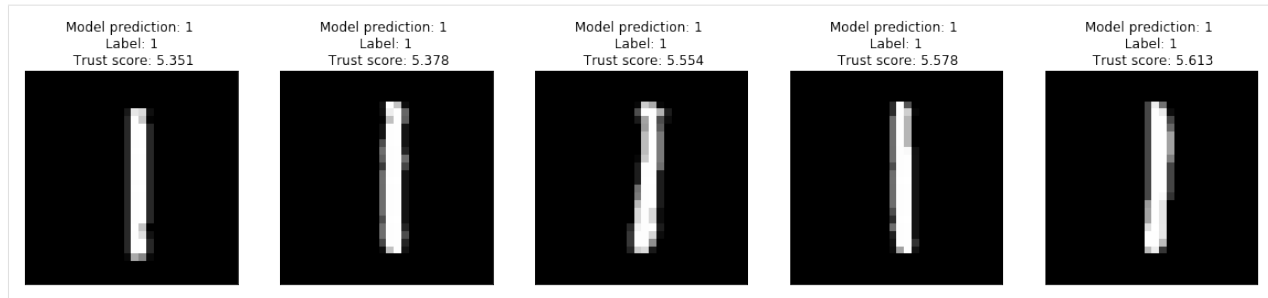 Model prediction: 1
Label: 1
Trust score: 5.351
Model prediction: 1
Label: 1
Trust score: 5.378
Model prediction: 1
Label: 1
Trust score: 5.554
Model prediction: 1
Label: 1
Trust score: 5.578
Model prediction: 1
Label: 1
Trust score: 5.613